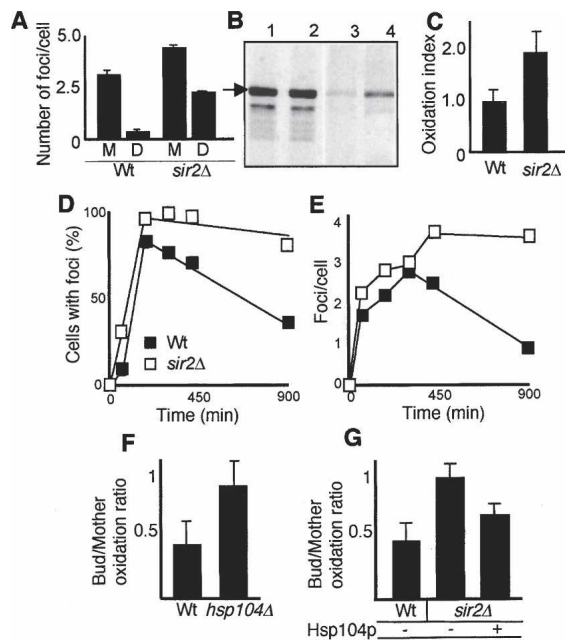 A
Number of foci/cell
5.0
2.5
0
M D M D
Wt sir2Δ
B
1 2 3 4
C
Oxidation index
2.0
1.0
0
Wt sir2Δ
D
Cells with foci (%)
100
50
0
Wt
sir2Δ
0 450 900
Time (min)
E
Foci/cell
4
3
2
1
0
0 450 900
Time (min)
F
Bud/Mother
oxidation ratio
1
0.5
Wt hsp104Δ
G
Bud/Mother
oxidation ratio
1
0.5
Wt sir2Δ
Hsp104p - - +